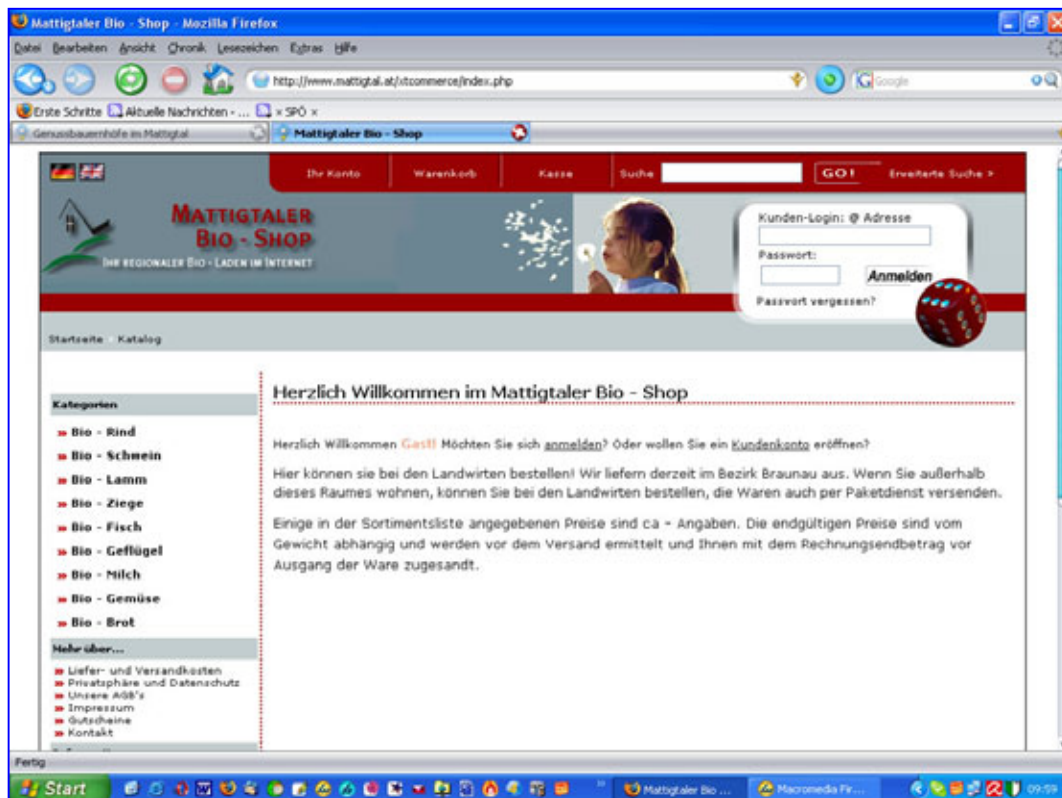 Mattigtaler Bio - Shop - Mozilla Firefox
Datei Bearbeiten Ansicht Chronik Lesezeichen Extras Hilfe
http://www.mattigtal.at/xtcommerce/index.php
Google
Erste Schritte Aktuelle Nachrichten - ... × SPÖ ×
Genussbauernhöfe im Mattigtal
Mattigtaler Bio - Shop
Ihr Konto Warenkorb Kasse Suche GO! Erweiterte Suche >
MATTIGTALER
BIO - SHOP
IHR REGIONALER BIO - LADEN IM INTERNET
Kunden-Login: @ Adresse
Passwort:
Anmelden
Passwort vergessen?
Startseite Katalog
Kategorien
» Bio - Rind
» Bio - Schwein
» Bio - Lamm
» Bio - Ziege
» Bio - Fisch
» Bio - Geflügel
» Bio - Milch
» Bio - Gemüse
» Bio - Brot
Mehr über...
» Liefer- und Versandkosten
» Privatsphäre und Datenschutz
» Unsere AGB's
» Impressum
» Gutscheine
» Kontakt
Herzlich Willkommen im Mattigtaler Bio - Shop
Herzlich Willkommen Gast! Möchten Sie sich anmelden? Oder wollen Sie ein Kundenkonto eröffnen?
Hier können sie bei den Landwirten bestellen! Wir liefern derzeit im Bezirk Braunau aus. Wenn Sie außerhalb
dieses Raumes wohnen, können Sie bei den Landwirten bestellen, die Waren auch per Paketdienst versenden.
Einige in der Sortimentsliste angegebenen Preise sind ca - Angaben. Die endgültigen Preise sind vom
Gewicht abhängig und werden vor dem Versand ermittelt und Ihnen mit dem Rechnungsendbetrag vor
Ausgang der Ware zugesandt.
Fertig
Start
Mattigtaler Bio ...
Macromedia Fir...
09:59